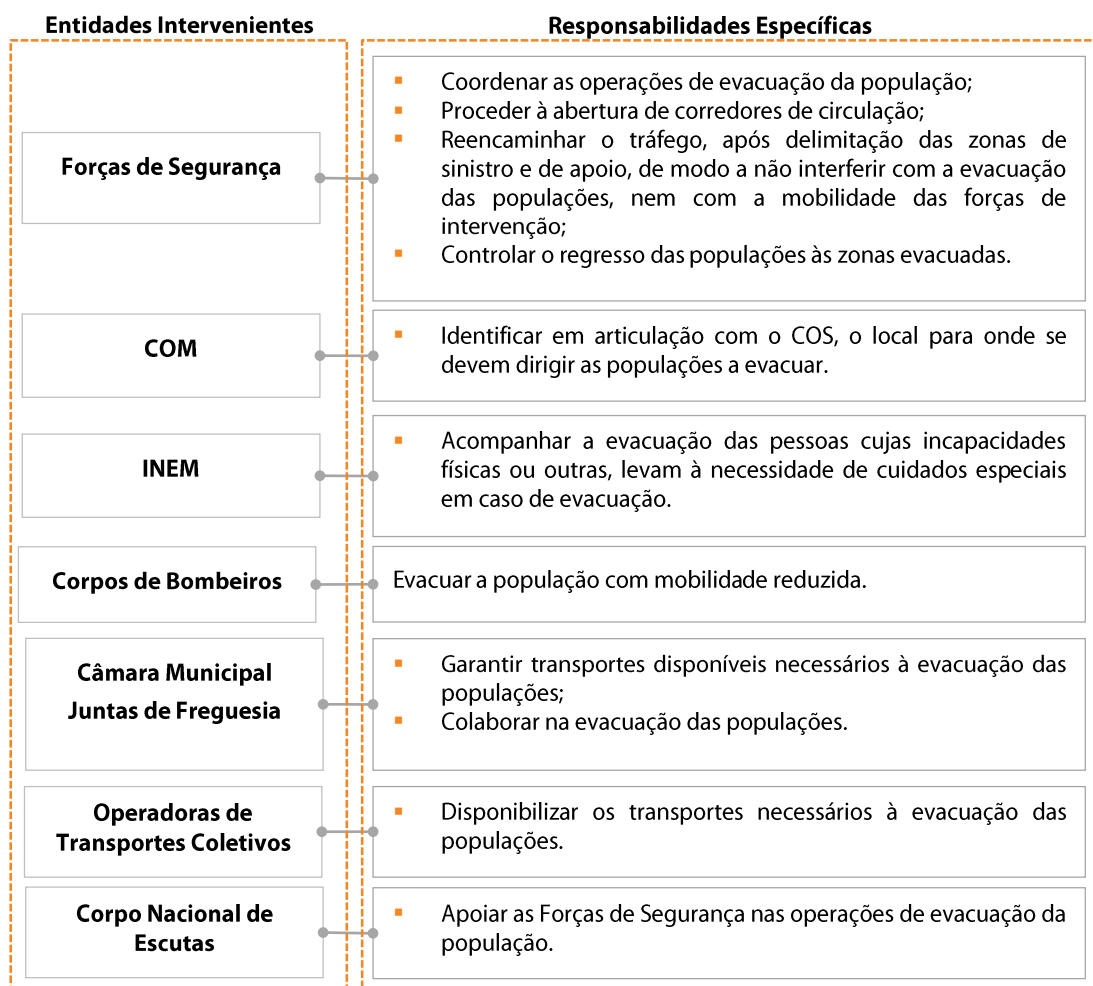 Entidades Intervenientes
Responsabilidades Específicas
Forças de Segurança
Coordenar as operações de evacuação da população;
Proceder à abertura de corredores de circulação;
Reencaminhar o tráfego, após delimitação das zonas de
sinistro e de apoio, de modo a não interferir com a evacuação
das populações, nem com a mobilidade das forças de
intervenção;
Controlar o regresso das populações às zonas evacuadas.
COM
Identificar em articulação com o COS, o local para onde se
devem dirigir as populações a evacuar.
INEM
Acompanhar a evacuação das pessoas cujas incapacidades
físicas ou outras, levam à necessidade de cuidados especiais
em caso de evacuação.
Corpos de Bombeiros
Evacuar a população com mobilidade reduzida.
Câmara Municipal
Juntas de Freguesia
Garantir transportes disponíveis necessários à evacuação das
populações;
Colaborar na evacuação das populações.
Operadoras de
Transportes Coletivos
Disponibilizar os transportes necessários à evacuação das
populações.
Corpo Nacional de
Escutas
Apoiar as Forças de Segurança nas operações de evacuação da
população.